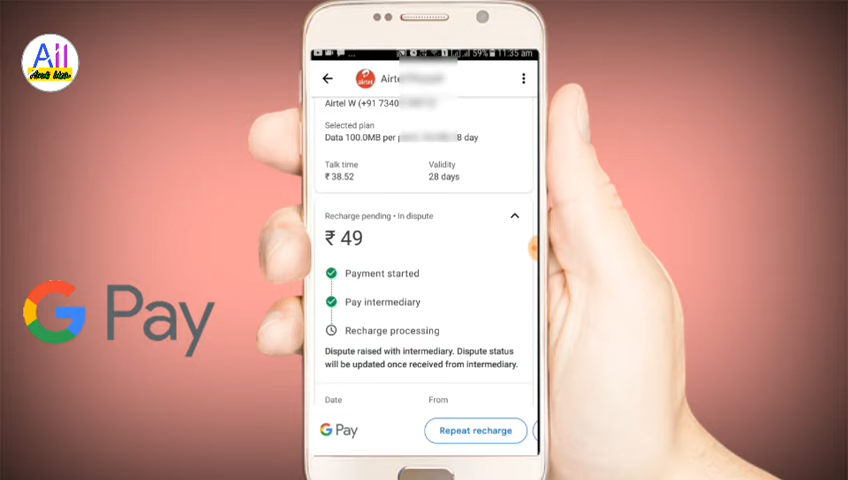 All
59% 11:35 am
airtel Airte
Airtel W (+91 7340
Selected plan
Data 100.0MB per 8 day
Talk time Validity
₹ 38.52 28 days
Recharge pending • In dispute
₹ 49
Payment started
Pay intermediary
Recharge processing
Dispute raised with intermediary. Dispute status
will be updated once received from intermediary.
Date From
G Pay Repeat recharge
G Pay